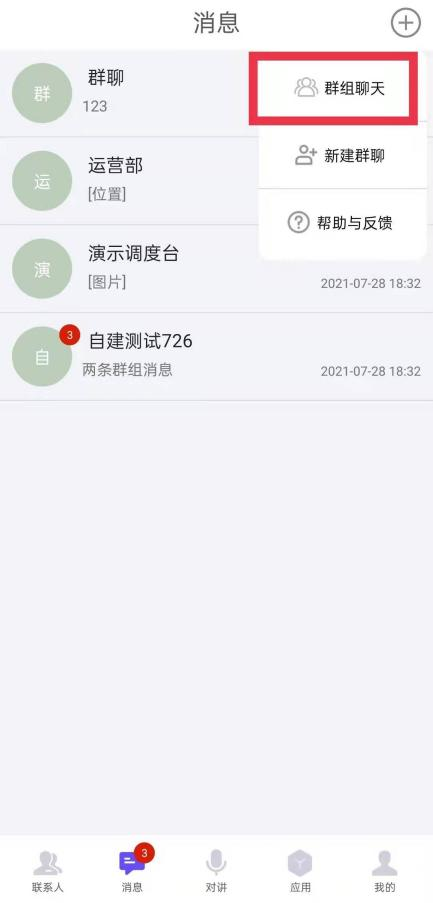 消息
群
群聊
123
群组聊天
新建群聊
帮助与反馈
运
运营部
[位置]
演
演示调度台
[图片]
2021-07-28 18:32
自
3
自建测试726
两条群组消息
2021-07-28 18:32
3
联系人
消息
对讲
应用
我的